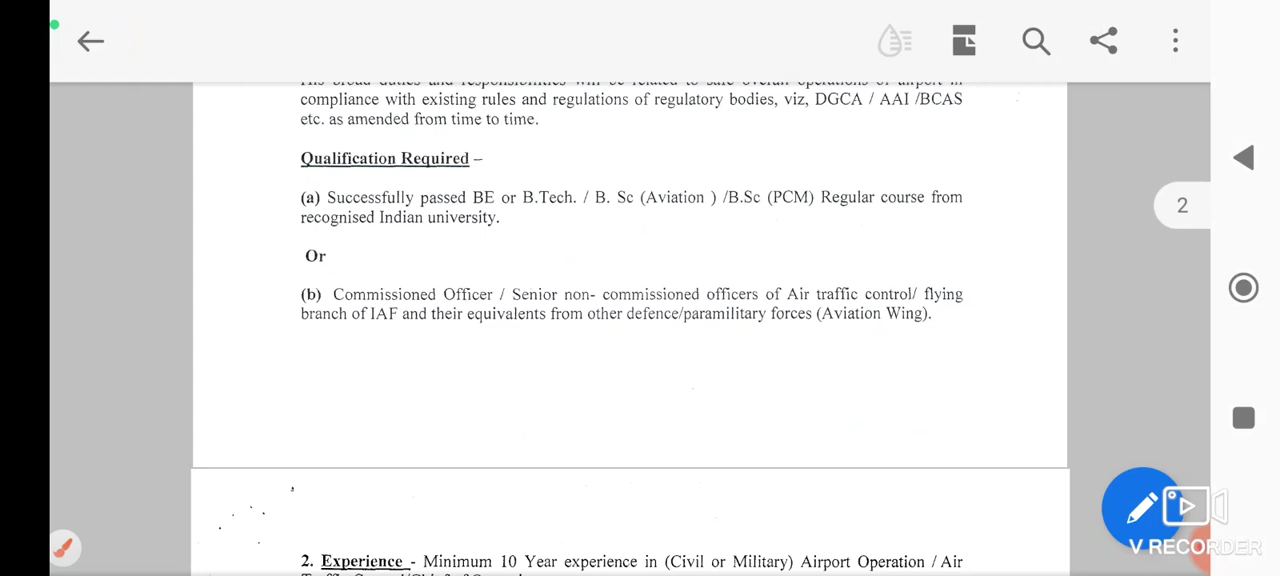 compliance with existing rules and regulations of regulatory bodies, viz, DGCA / AAI /BCAS
etc. as amended from time to time.
Qualification Required –
2
(a) Successfully passed BE or B.Tech. / B. Sc (Aviation ) /B.Sc (PCM) Regular course from
recognised Indian university.
Or
(b) Commissioned Officer / Senior non- commissioned officers of Air traffic control/ flying
branch of IAF and their equivalents from other defence/paramilitary forces (Aviation Wing).
V RECORDER
2. Experience - Minimum 10 Year experience in (Civil or Military) Airport Operation / Air